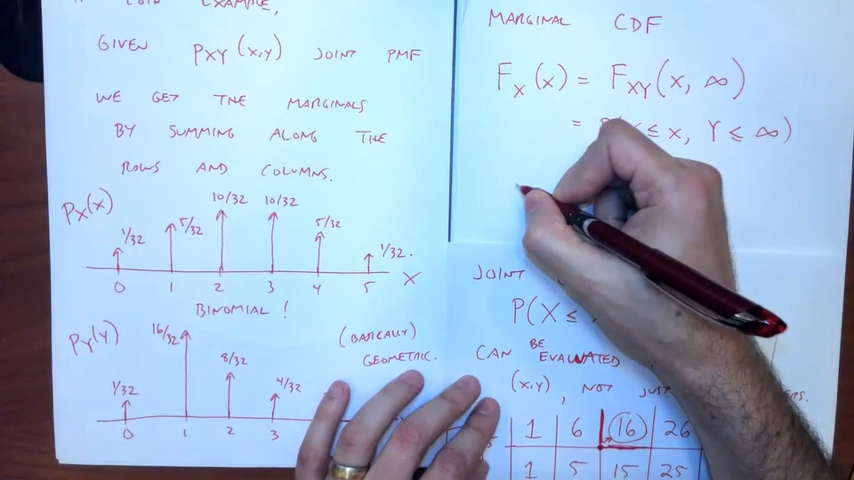 COIN EXAMPLE,
GIVEN PXY(X,Y) JOINT PMF
WE GET THE MARGINALS
BY SUMMING ALONG THE
ROWS AND COLUMNS.
PX(X)
1/32 5/32 10/32 10/32 5/32 1/32.
0 1 2 3 4 5 X
BINOMIAL !
PY(Y)
(BASICALLY)
GEOMETRIC.
1/32 16/32 8/32 4/32
0 1 2 3
MARGINAL CDF
FX(x) = FXY(x, ∞)
= ≤ x, Y ≤ ∞)
JOINT
P(X ≤
CAN BE EVALUATED
(x,y), NOT JUST
1 6 16 26
1 5 15 25